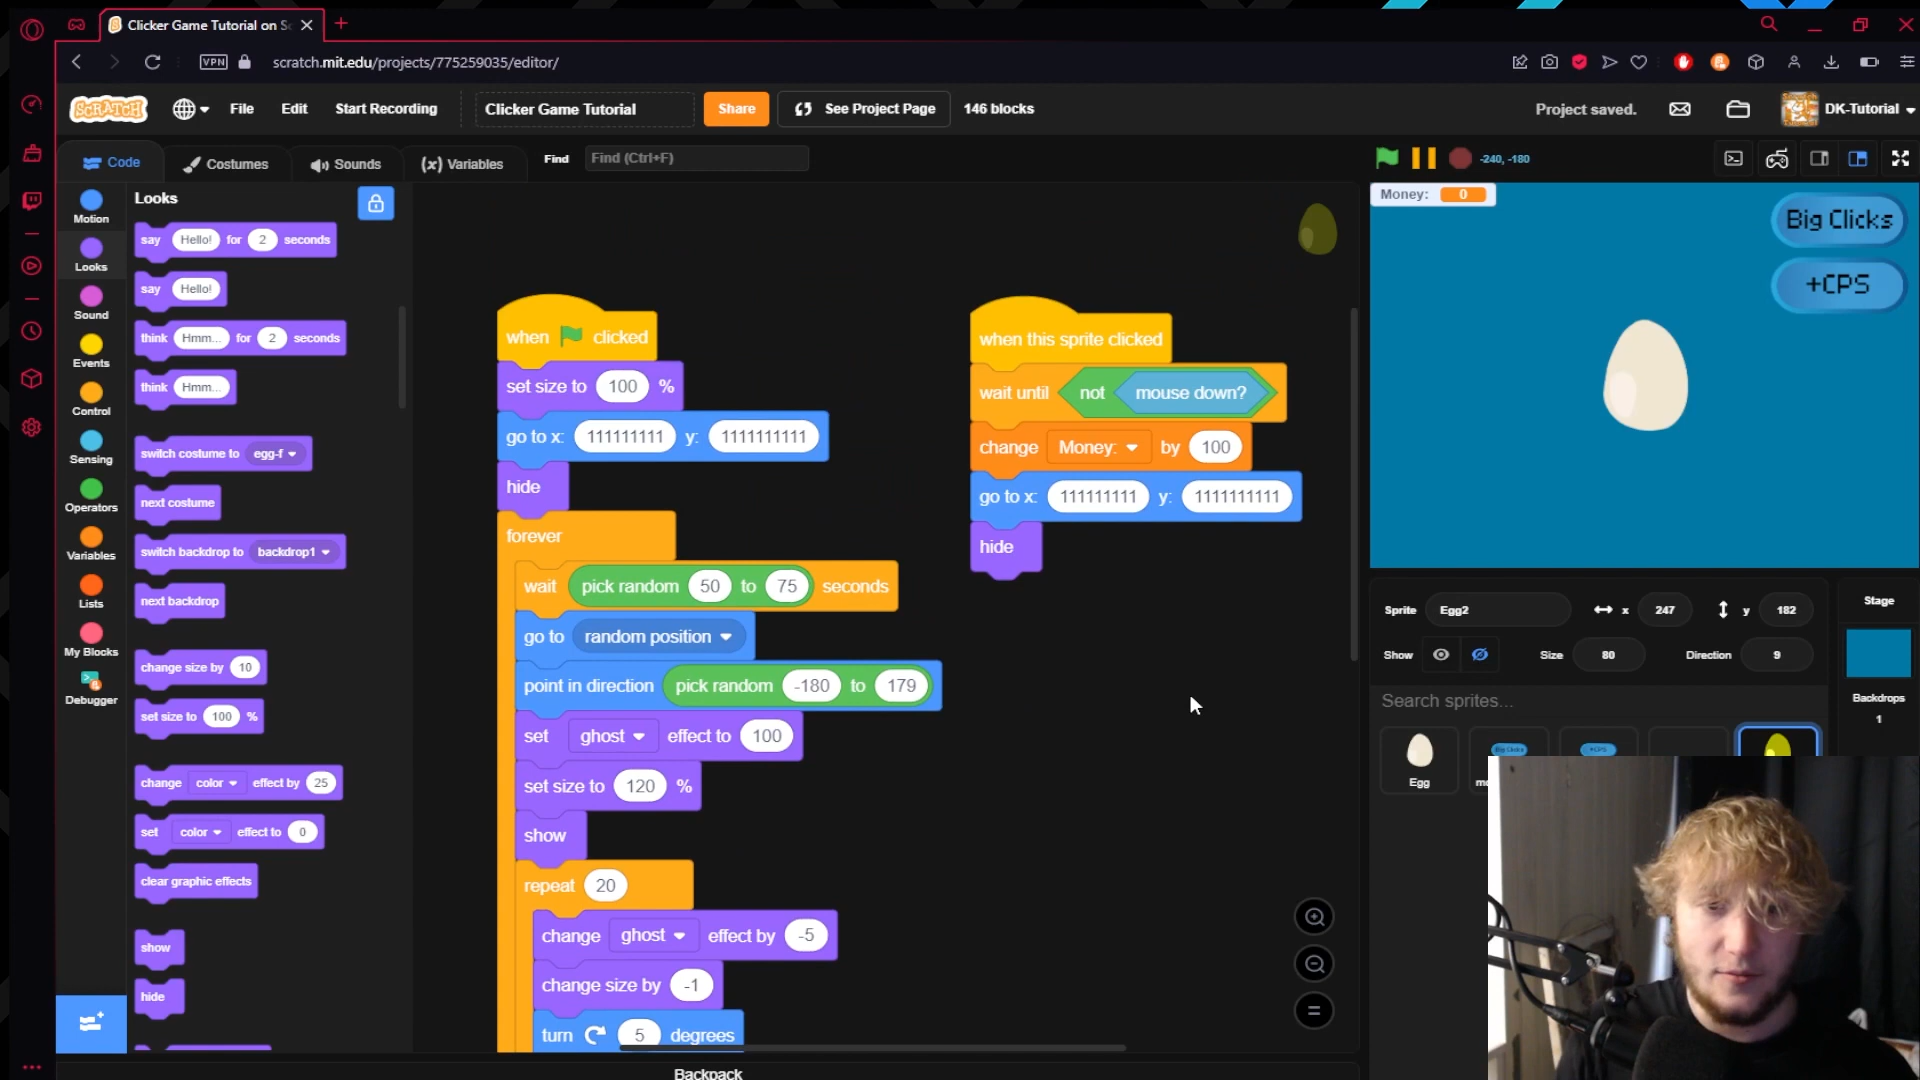 Clicker Game Tutorial on S
VPN
scratch.mit.edu/projects/775259035/editor/
SCRATCH
File
Edit
Start Recording
Clicker Game Tutorial
Share
See Project Page
146 blocks
Project saved.
DK-Tutorial
Code
Costumes
Sounds
(x) Variables
Find
Find (Ctrl+F)
-240, -180
Motion
Looks
Sound
Events
Control
Sensing
Operators
Variables
Lists
My Blocks
Debugger
Looks
say Hello! for 2 seconds
say Hello!
think Hmm... for 2 seconds
think Hmm...
switch costume to egg-f
next costume
switch backdrop to backdrop1
next backdrop
change size by 10
set size to 100 %
change color effect by 25
set color effect to 0
clear graphic effects
show
hide
when clicked
set size to 100 %
go to x: 111111111 y: 1111111111
hide
forever
wait pick random 50 to 75 seconds
go to random position
point in direction pick random -180 to 179
set ghost effect to 100
set size to 120 %
show
repeat 20
change ghost effect by -5
change size by -1
turn 5 degrees
when this sprite clicked
wait until not mouse down?
change Money: by 100
go to x: 111111111 y: 1111111111
hide
Backpack
Money: 0
Big Clicks
+CPS
Sprite Egg2 x 247 y 182
Show Size 80 Direction 9
Search sprites...
Egg
Big Clicks
+CPS
Stage
Backdrops
1